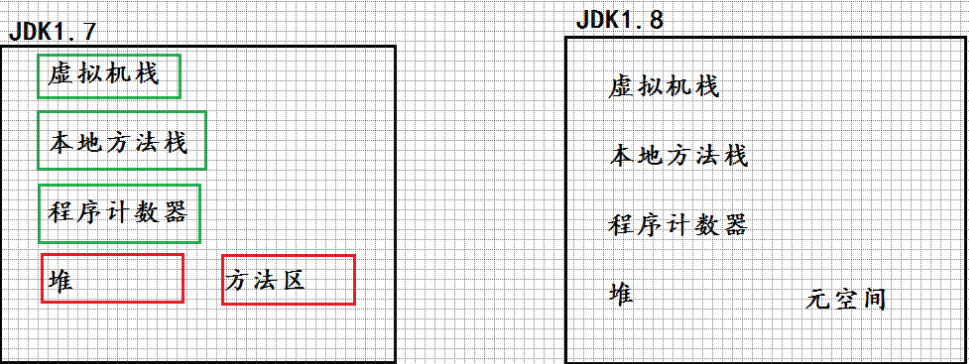 JDK1.7
虚拟机栈
本地方法栈
程序计数器
堆
方法区
JDK1.8
虚拟机栈
本地方法栈
程序计数器
堆
元空间